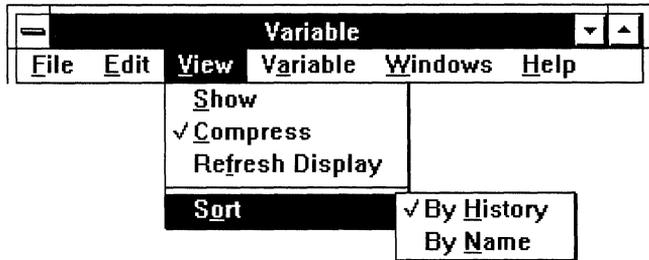 Variable
File Edit View Variable Windows Help
Show
✓ Compress
Refresh Display
Sort ✓ By History
By Name